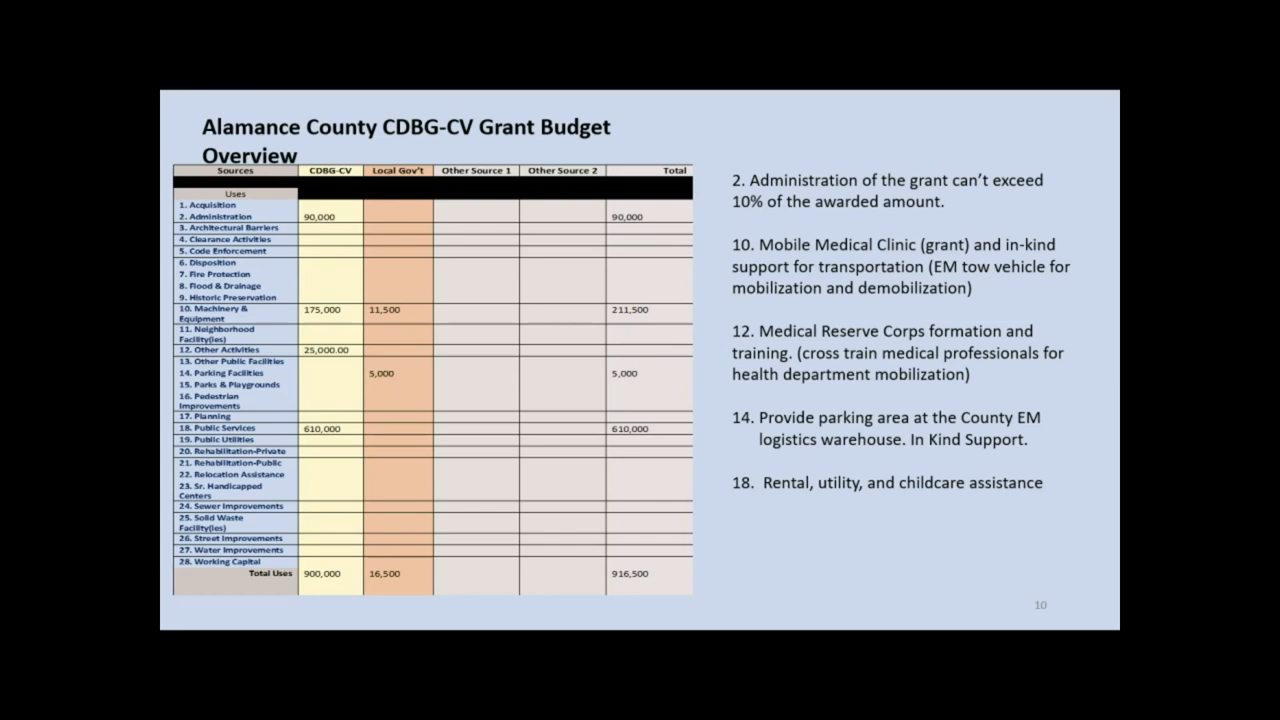 Alamance County CDBG-CV Grant Budget
Overview
Sources CDBG-CV Local Gov't Other Source 1 Other Source 2 Total
Uses
1. Acquisition
2. Administration 90,000 90,000
3. Architectural Barriers
4. Clearance Activities
5. Code Enforcement
6. Disposition
7. Fire Protection
8. Flood & Drainage
9. Historic Preservation
10. Machinery & 175,000 11,500 211,500
Equipment
11. Neighborhood
Facility(ies)
12. Other Activities 25,000.00
13. Other Public Facilities
14. Parking Facilities 5,000 5,000
15. Parks & Playgrounds
16. Pedestrian
Improvements
17. Planning
18. Public Services 610,000 610,000
19. Public Utilities
20. Rehabilitation-Private
21. Rehabilitation-Public
22. Relocation Assistance
23. Sr. Handicapped
Centers
24. Sewer Improvements
25. Solid Waste
Facility(ies)
26. Street Improvements
27. Water Improvements
28. Working Capital
Total Uses 900,000 16,500 916,500
2. Administration of the grant can’t exceed
10% of the awarded amount.
10. Mobile Medical Clinic (grant) and in-kind
support for transportation (EM tow vehicle for
mobilization and demobilization)
12. Medical Reserve Corps formation and
training. (cross train medical professionals for
health department mobilization)
14. Provide parking area at the County EM
logistics warehouse. In Kind Support.
18. Rental, utility, and childcare assistance
10